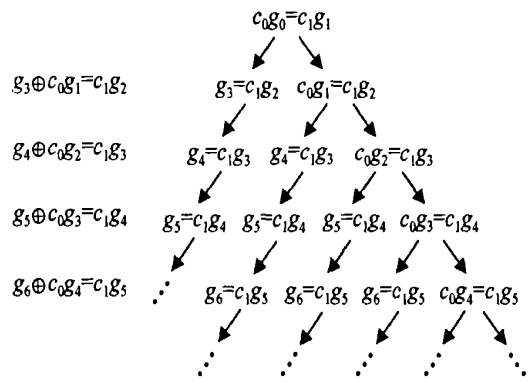 c₀g₀=c₁g₁
g₃⊕c₀g₁=c₁g₂ g₃=c₁g₂ c₀g₁=c₁g₂
g₄⊕c₀g₂=c₁g₃ g₄=c₁g₃ g₄=c₁g₃ c₀g₂=c₁g₃
g₅⊕c₀g₃=c₁g₄ g₅=c₁g₄ g₅=c₁g₄ g₅=c₁g₄ c₀g₃=c₁g₄
g₆⊕c₀g₄=c₁g₅ g₆=c₁g₅ g₆=c₁g₅ g₆=c₁g₅ c₀g₄=c₁g₅